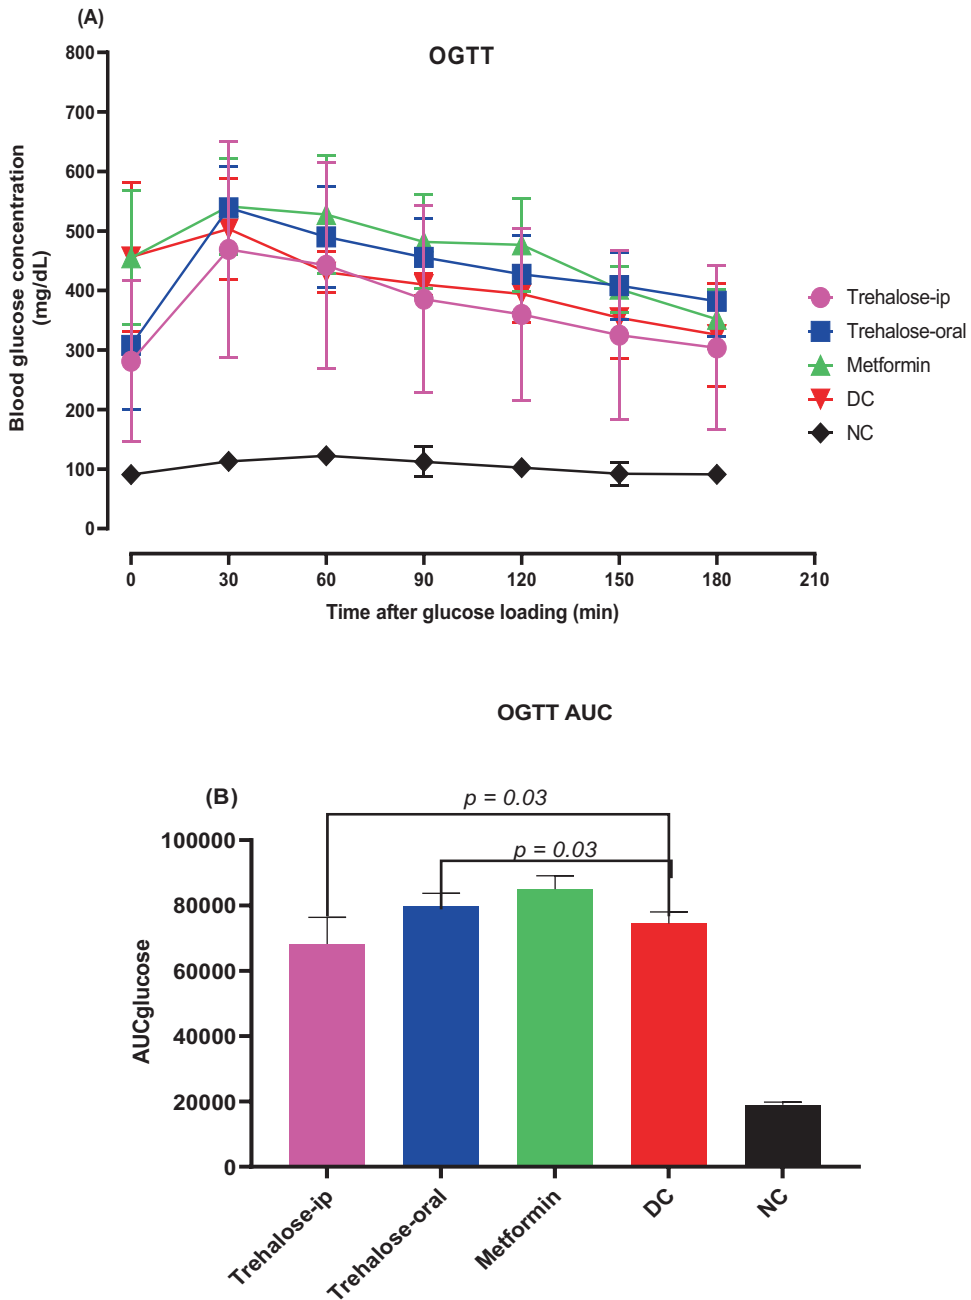 (A)
OGTT
800
700
600
500
400
300
200
100
0
Blood glucose concentration
(mg/dL)
0 30 60 90 120 150 180 210
Time after glucose loading (min)
Trehalose-ip
Trehalose-oral
Metformin
DC
NC
OGTT AUC
(B)
p = 0.03
p = 0.03
100000
80000
60000
40000
20000
0
AUCglucose
Trehalose-ip
Trehalose-oral
Metformin
DC
NC